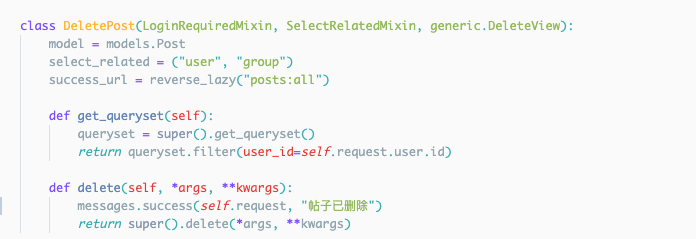 class DeletePost(LoginRequiredMixin, SelectRelatedMixin, generic.DeleteView):
    model = models.Post
    select_related = ("user", "group")
    success_url = reverse_lazy("posts:all")

    def get_queryset(self):
        queryset = super().get_queryset()
        return queryset.filter(user_id=self.request.user.id)

    def delete(self, *args, **kwargs):
        messages.success(self.request, "帖子已删除")
        return super().delete(*args, **kwargs)